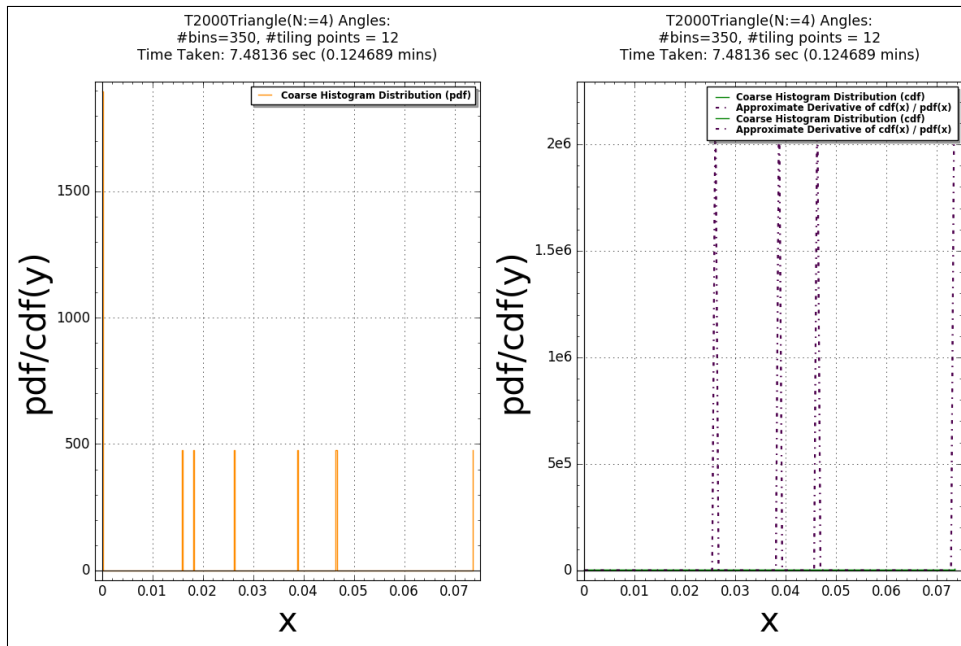 T2000Triangle(N:=4) Angles:
#bins=350, #tiling points = 12
Time Taken: 7.48136 sec (0.124689 mins)
Coarse Histogram Distribution (pdf)
pdf/cdf(y)
1500
1000
500
0
0 0.01 0.02 0.03 0.04 0.05 0.06 0.07
x
T2000Triangle(N:=4) Angles:
#bins=350, #tiling points = 12
Time Taken: 7.48136 sec (0.124689 mins)
Coarse Histogram Distribution (cdf)
Approximate Derivative of cdf(x) / pdf(x)
Coarse Histogram Distribution (cdf)
Approximate Derivative of cdf(x) / pdf(x)
pdf/cdf(y)
2e6
1.5e6
1e6
5e5
0
0 0.01 0.02 0.03 0.04 0.05 0.06 0.07
x